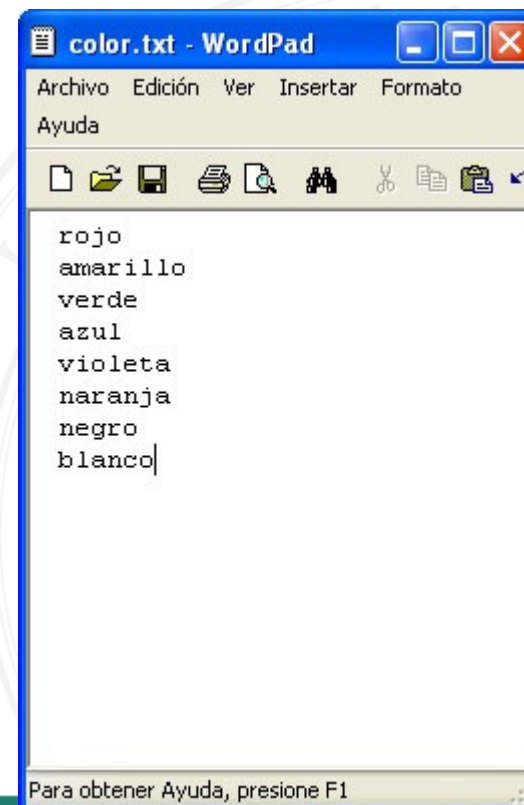 color.txt - WordPad
Archivo Edición Ver Insertar Formato
Ayuda
rojo
amarillo
verde
azul
violeta
naranja
negro
blanco
Para obtener Ayuda, presione F1